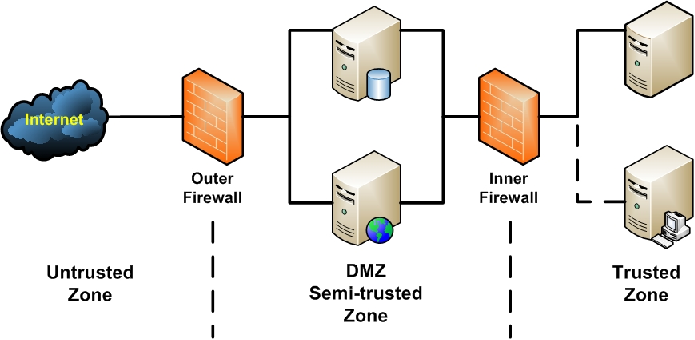 Internet
Outer
Firewall
Inner
Firewall
Untrusted
Zone
DMZ
Semi-trusted
Zone
Trusted
Zone